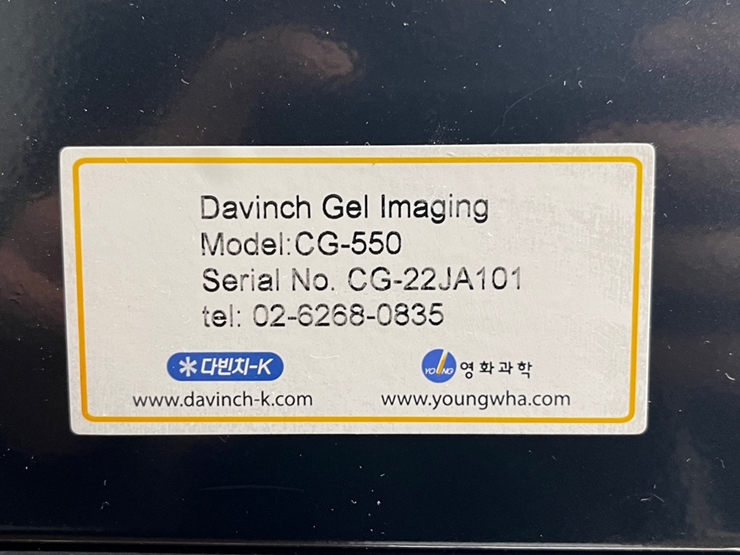 Davinch Gel Imaging
Model:CG-550
Serial No. CG-22JA101
tel: 02-6268-0835
다빈치-K
YOUNG 영화과학
www.davinch-k.com
www.youngwha.com